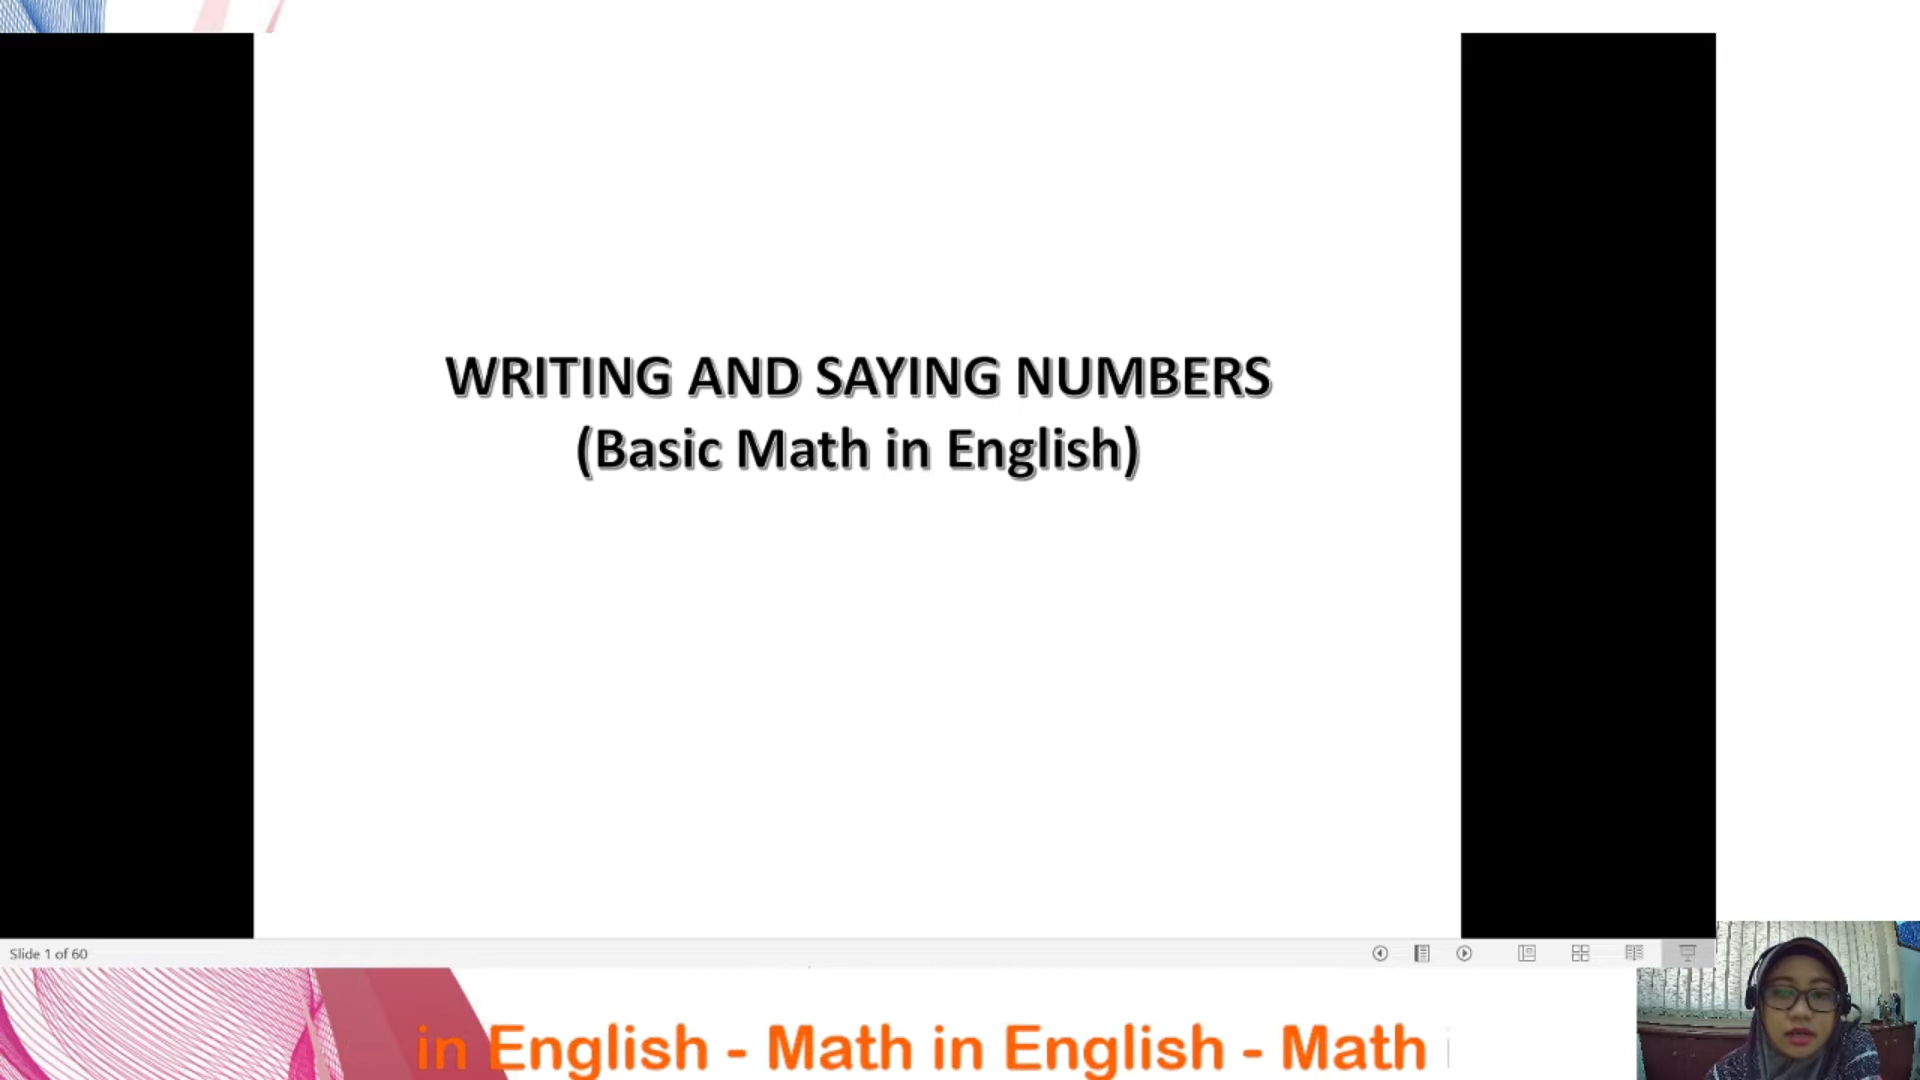 WRITING AND SAYING NUMBERS
(Basic Math in English)
Slide 1 of 60
in English - Math in English - Math